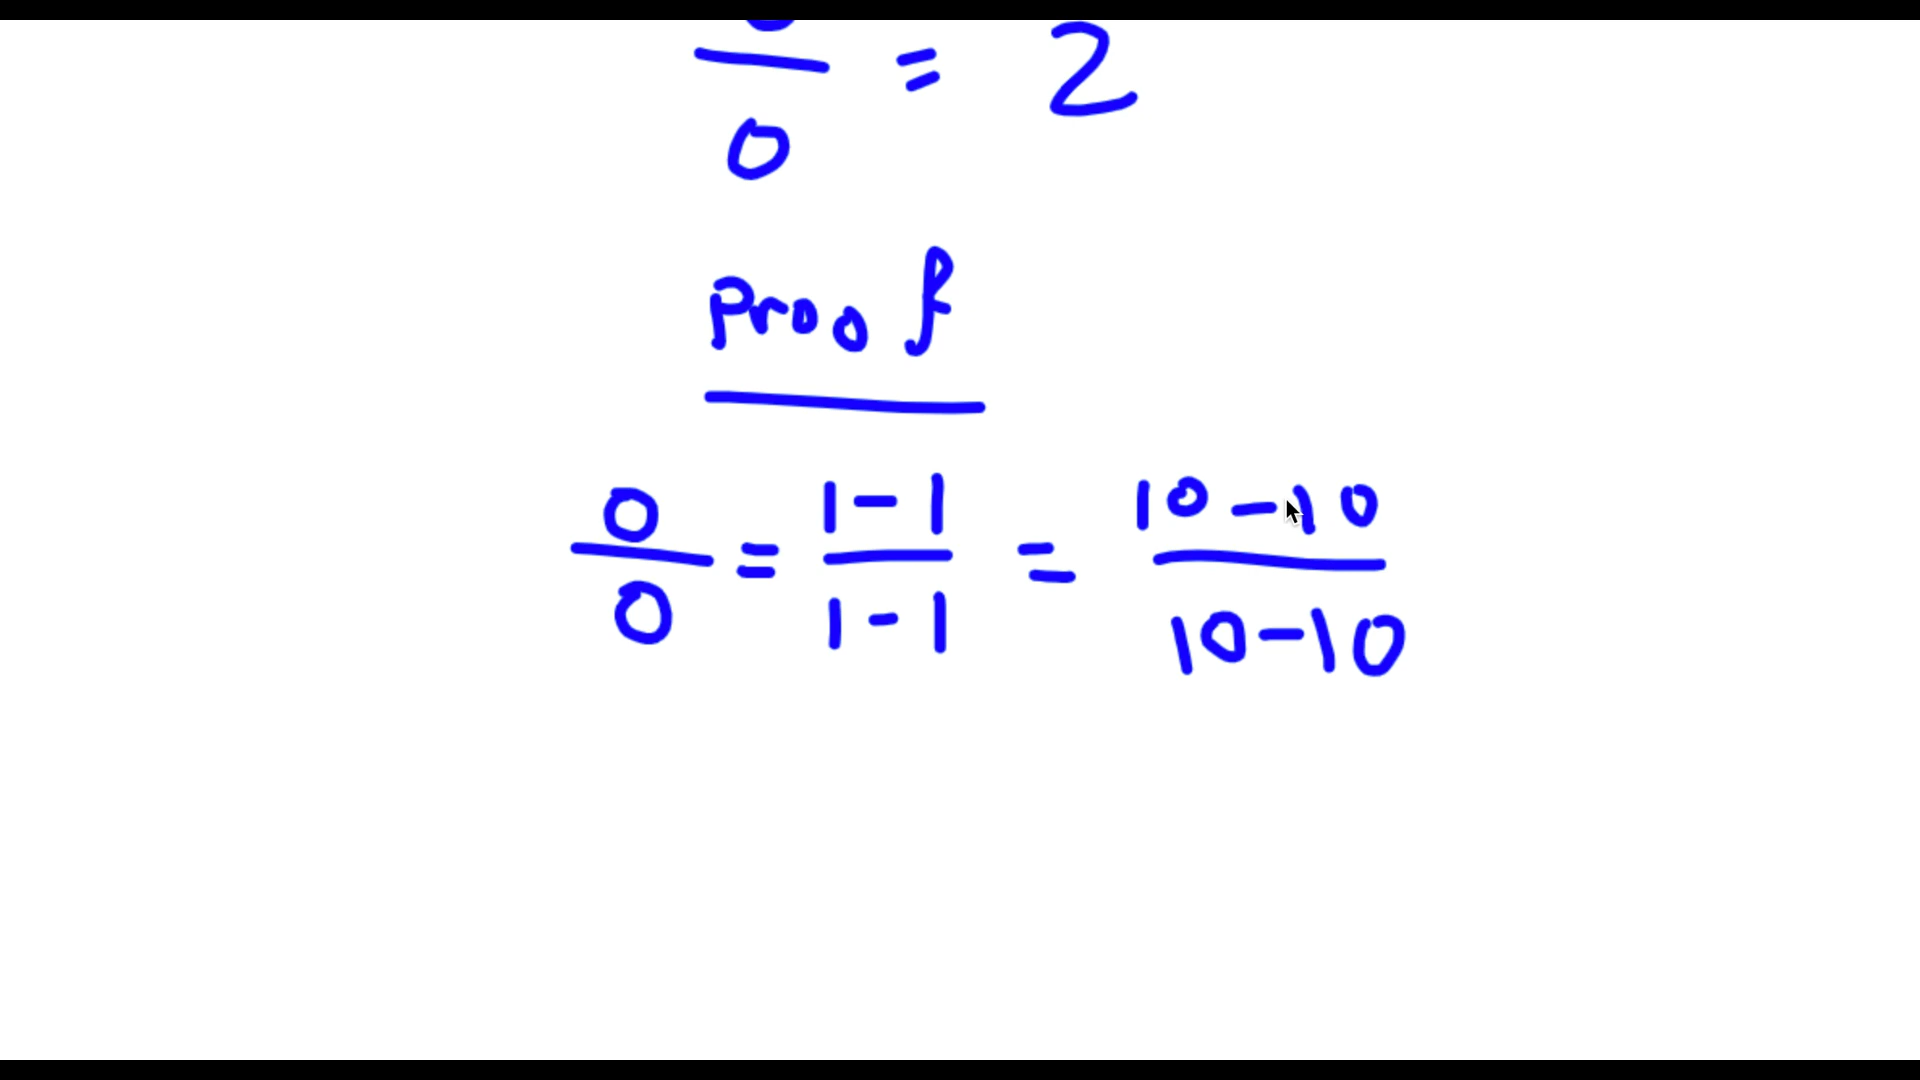 0/0 = 2
proof
0/0 = 1-1/1-1 = 10-10/10-10